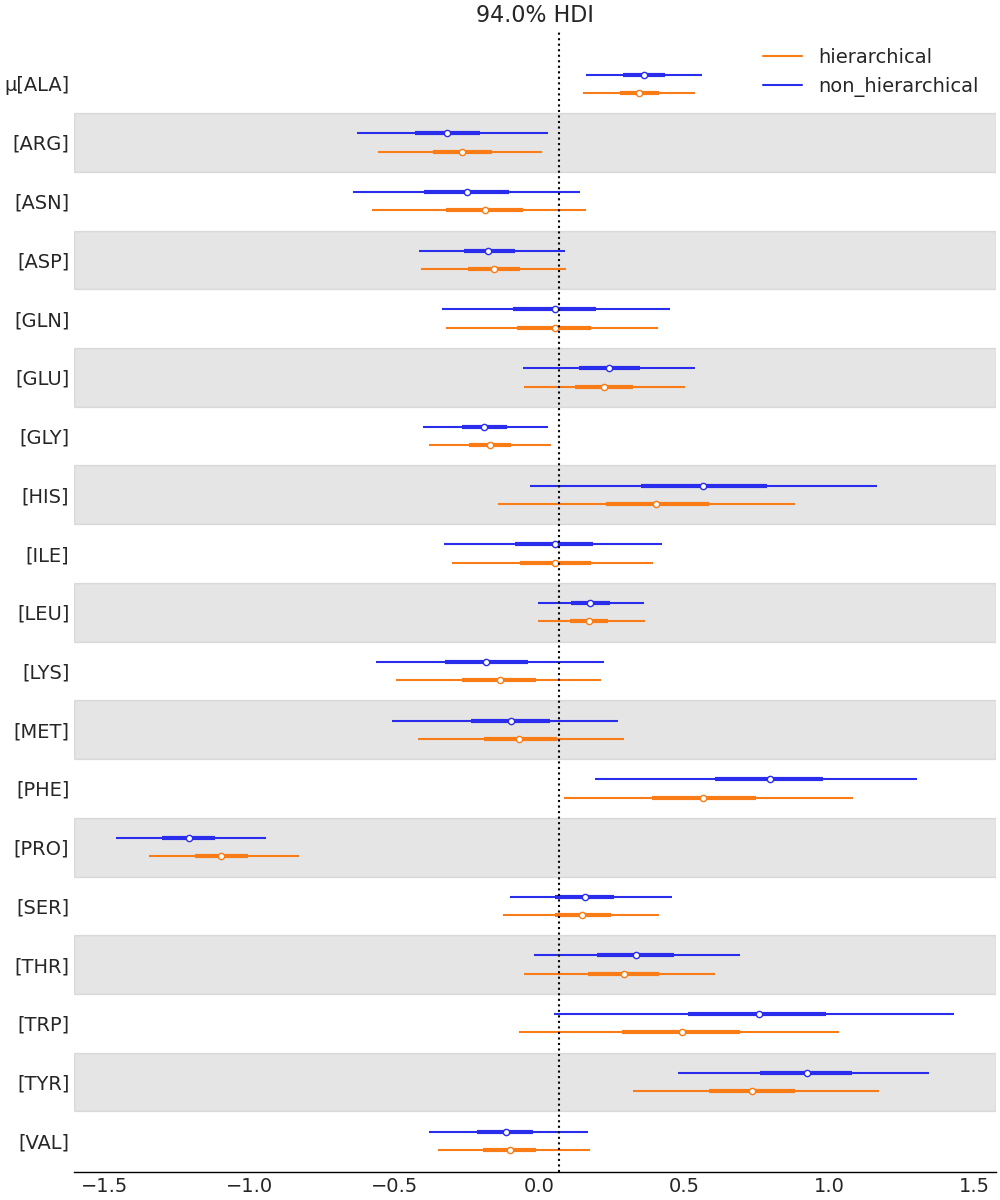 94.0% HDI
hierarchical
non_hierarchical
μ[ALA]
[ARG]
[ASN]
[ASP]
[GLN]
[GLU]
[GLY]
[HIS]
[ILE]
[LEU]
[LYS]
[MET]
[PHE]
[PRO]
[SER]
[THR]
[TRP]
[TYR]
[VAL]
−1.5 −1.0 −0.5 0.0 0.5 1.0 1.5